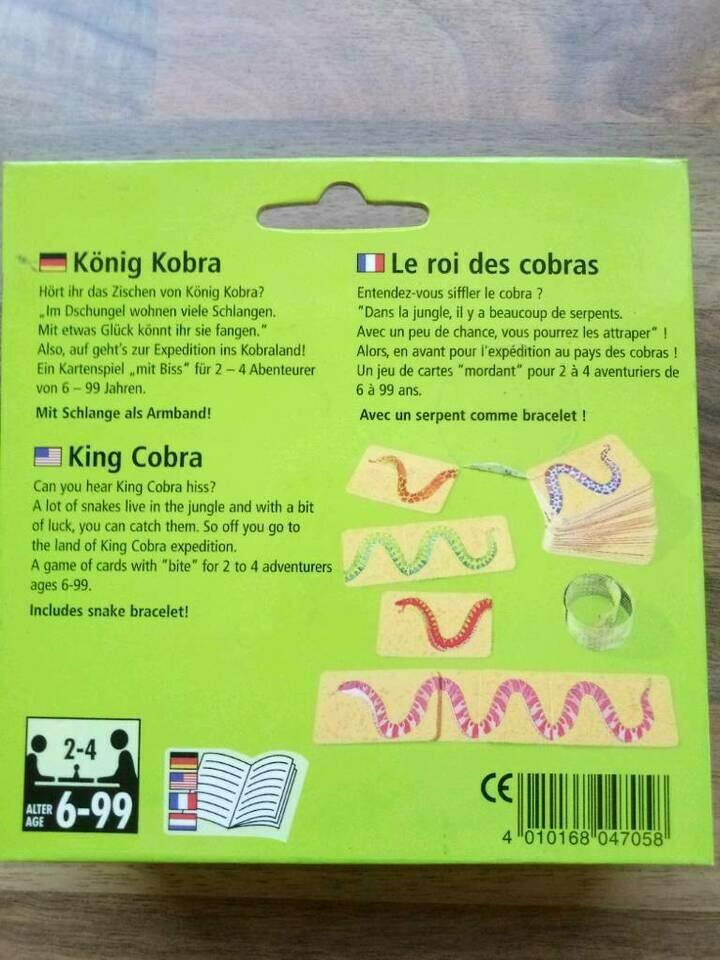 König Kobra
Hört ihr das Zischen von König Kobra?
„Im Dschungel wohnen viele Schlangen.
Mit etwas Glück könnt ihr sie fangen.“
Also, auf geht's zur Expedition ins Kobraland!
Ein Kartenspiel „mit Biss“ für 2 – 4 Abenteurer
von 6 – 99 Jahren.
Mit Schlange als Armband!
Le roi des cobras
Entendez-vous siffler le cobra ?
"Dans la jungle, il y a beaucoup de serpents.
Avec un peu de chance, vous pourrez les attraper" !
Alors, en avant pour l'expédition au pays des cobras !
Un jeu de cartes "mordant" pour 2 à 4 aventuriers de
6 à 99 ans.
Avec un serpent comme bracelet !
King Cobra
Can you hear King Cobra hiss?
A lot of snakes live in the jungle and with a bit
of luck, you can catch them. So off you go to
the land of King Cobra expedition.
A game of cards with "bite" for 2 to 4 adventurers
ages 6-99.
Includes snake bracelet!
2-4
ALTER
AGE
6-99
CE
4 010168 047058